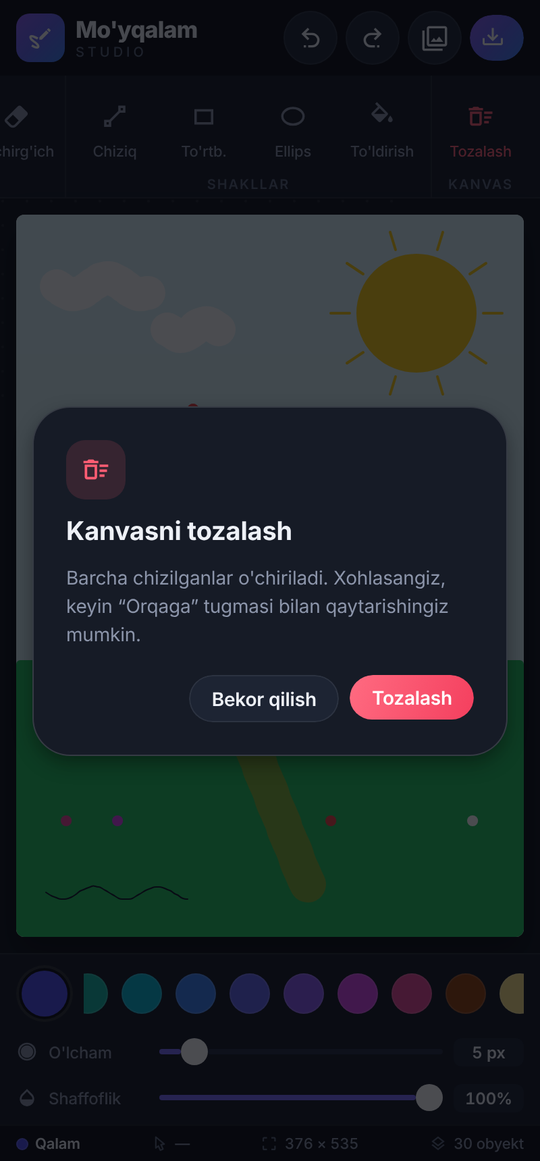 Mo'yqalam
STUDIO
Chiziq
To'rtb.
Ellips
To'ldirish
Tozalash
SHAKLLAR
KANVAS
Kanvasni tozalash
Barcha chizilganlar o'chiriladi. Xohlasangiz,
keyin “Orqaga” tugmasi bilan qaytarishingiz
mumkin.
Bekor qilish
Tozalash
O'lcham
5 px
Shaffoflik
100%
Qalam
—
376 × 535
30 obyekt